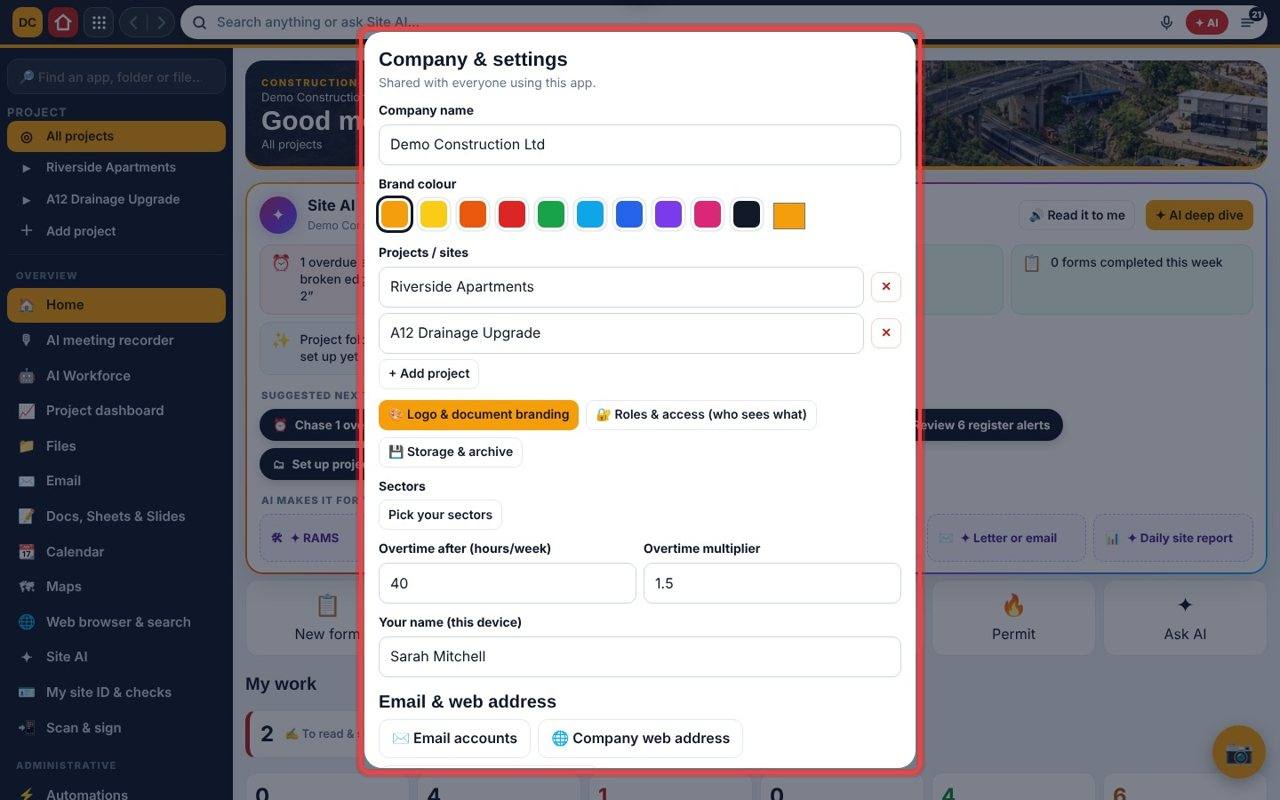 DC
Search anything or ask Site AI...
✦ AI
21
🔎 Find an app, folder or file...
PROJECT
◎ All projects
▸ Riverside Apartments
▸ A12 Drainage Upgrade
+ Add project
OVERVIEW
Home
AI meeting recorder
AI Workforce
Project dashboard
Files
Email
Docs, Sheets & Slides
Calendar
Maps
Web browser & search
Site AI
My site ID & checks
Scan & sign
ADMINISTRATIVE
Automations
CONSTRUCTION
Demo Constructio
Good m
All projects
Site AI
Demo Co
🔊 Read it to me
✦ AI deep dive
1 overdue
broken ed
2”
0 forms completed this week
Project fol
set up yet
SUGGESTED NEX
Chase 1 ov
Review 6 register alerts
Set up proje
AI MAKES IT FOR
✦ RAMS
✦ Letter or email
✦ Daily site report
New form
Permit
Ask AI
My work
2 To read & s
0 4 1 0 4 6
Company & settings
Shared with everyone using this app.
Company name
Demo Construction Ltd
Brand colour
Projects / sites
Riverside Apartments ✕
A12 Drainage Upgrade ✕
+ Add project
Logo & document branding
Roles & access (who sees what)
Storage & archive
Sectors
Pick your sectors
Overtime after (hours/week) Overtime multiplier
40 1.5
Your name (this device)
Sarah Mitchell
Email & web address
Email accounts
Company web address